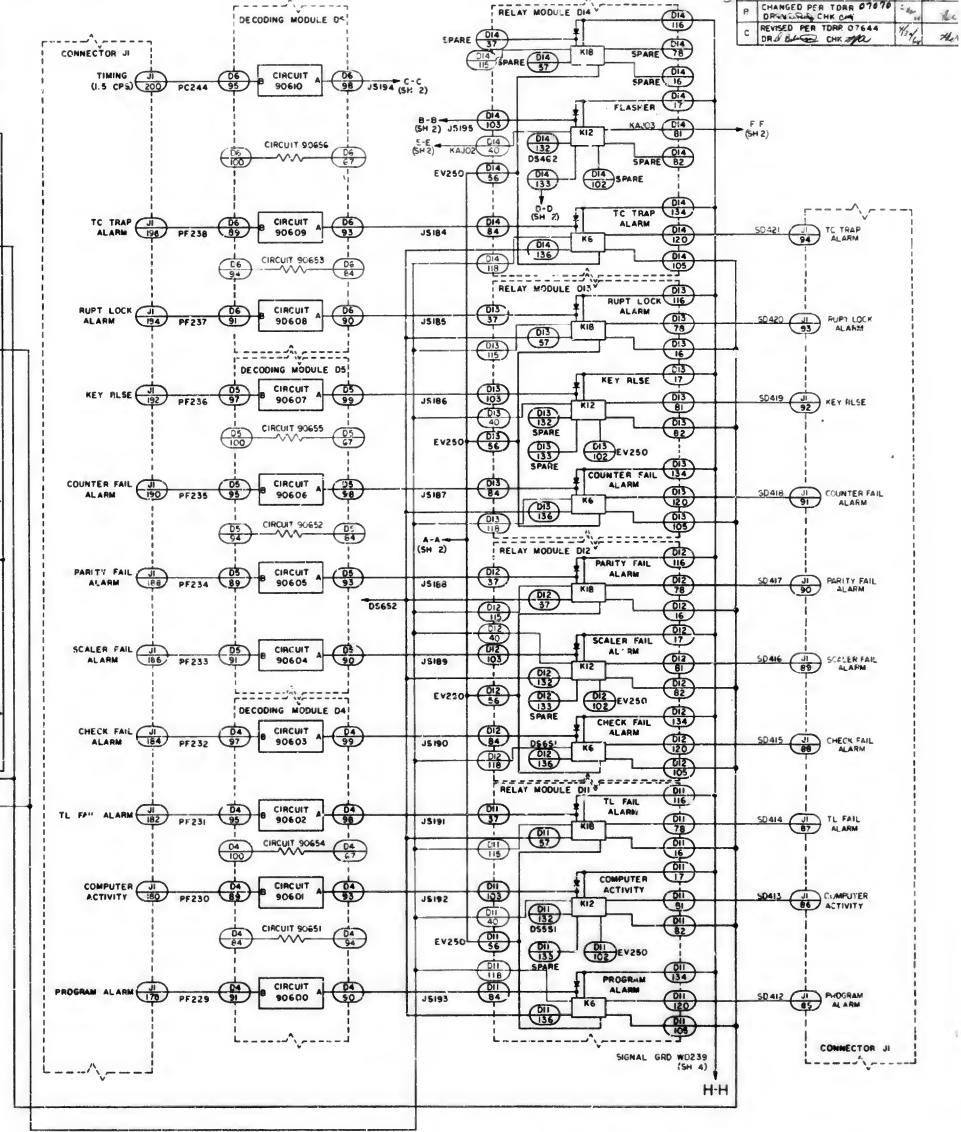 B CHANGED PER TDRR 07070
CHK
C REVISED PER TDRR 07644
CHK
CONNECTOR J1
DECODING MODULE D6
RELAY MODULE D14
TIMING
(1.5 CPS)
J1 200
PC244
D6 95
B CIRCUIT 90610 A
D6 98
JS194
C-C
(SH 2)
D6 100
CIRCUIT 90656
D6 67
SPARE
D14 37
D14 115
SPARE
D14 57
K18
D14 116
SPARE
D14 78
SPARE
D14 16
B-B
(SH 2)
JS195
D14 103
E-E
(SH 2)
KAJ02
D14 40
EV250
D14 56
FLASHER
D14 17
K12
D14 132
DS462
D14 133
D-D
(SH 2)
D14 102
SPARE
KAJ03
D14 81
F-F
(SH 2)
SPARE
D14 82
TC TRAP
ALARM
J1 196
PF238
D6 89
B CIRCUIT 90609 A
D6 93
JS184
D14 84
D14 118
D14 136
TC TRAP
ALARM
K6
D14 134
D14 120
D14 105
SD421
J1 94
TC TRAP
ALARM
D6 94
CIRCUIT 90653
D6 84
RELAY MODULE D13
RUPT LOCK
ALARM
J1 194
PF237
D6 91
B CIRCUIT 90608 A
D6 90
JS185
D13 37
D13 115
D13 57
RUPT LOCK
ALARM
K18
D13 116
D13 78
D13 16
SD420
J1 93
RUPT LOCK
ALARM
DECODING MODULE D5
KEY RLSE
J1 192
PF236
D5 97
B CIRCUIT 90607 A
D5 99
JS186
D13 103
D13 40
EV250
D13 56
D13 132
SPARE
D13 133
SPARE
KEY RLSE
K12
D13 102
EV250
D13 17
D13 81
D13 82
SD419
J1 92
KEY RLSE
D5 100
CIRCUIT 90655
D5 67
COUNTER FAIL
ALARM
J1 190
PF235
D5 95
B CIRCUIT 90606 A
D5 98
JS187
D13 84
D13 118
D13 136
COUNTER FAIL
ALARM
K6
D13 134
D13 120
D13 105
SD418
J1 91
COUNTER FAIL
ALARM
D5 94
CIRCUIT 90652
D5 84
A-A
(SH 2)
RELAY MODULE D12
PARITY FAIL
ALARM
J1 188
PF234
D5 89
B CIRCUIT 90605 A
D5 93
JS188
DS652
D12 37
D12 115
D12 57
PARITY FAIL
ALARM
K18
D12 116
D12 78
D12 16
SD417
J1 90
PARITY FAIL
ALARM
SCALER FAIL
ALARM
J1 186
PF233
D5 91
B CIRCUIT 90604 A
D5 90
JS189
D12 40
D12 103
EV250
D12 56
D12 132
D12 133
SPARE
SCALER FAIL
ALARM
K12
D12 102
EV250
D12 17
D12 81
D12 82
SD416
J1 89
SCALER FAIL
ALARM
DECODING MODULE D4
CHECK FAIL
ALARM
J1 184
PF232
D4 97
B CIRCUIT 90603 A
D4 99
JS190
D12 84
D12 118
DS651
D12 136
CHECK FAIL
ALARM
K6
D12 134
D12 120
D12 105
SD415
J1 88
CHECK FAIL
ALARM
RELAY MODULE D11
TL FAIL ALARM
J1 182
PF231
D4 95
B CIRCUIT 90602 A
D4 98
JS191
D11 37
D11 115
D11 57
TL FAIL
ALARM
K18
D11 116
D11 78
D11 16
SD414
J1 87
TL FAIL
ALARM
D4 100
CIRCUIT 90654
D4 67
COMPUTER
ACTIVITY
J1 180
PF230
D4 89
B CIRCUIT 90601 A
D4 93
JS192
D11 103
D11 40
EV250
D11 56
D11 132
DS551
D11 133
SPARE
COMPUTER
ACTIVITY
K12
D11 102
EV250
D11 17
D11 81
D11 82
SD413
J1 86
COMPUTER
ACTIVITY
D4 84
CIRCUIT 90651
D4 94
PROGRAM ALARM
J1 178
PF229
D4 91
B CIRCUIT 90600 A
D4 90
JS193
D11 118
D11 84
D11 136
PROGRAM
ALARM
K6
D11 134
D11 120
D11 105
SD412
J1 85
PROGRAM
ALARM
SIGNAL GRD WD239
(SH 4)
H-H
CONNECTOR J1